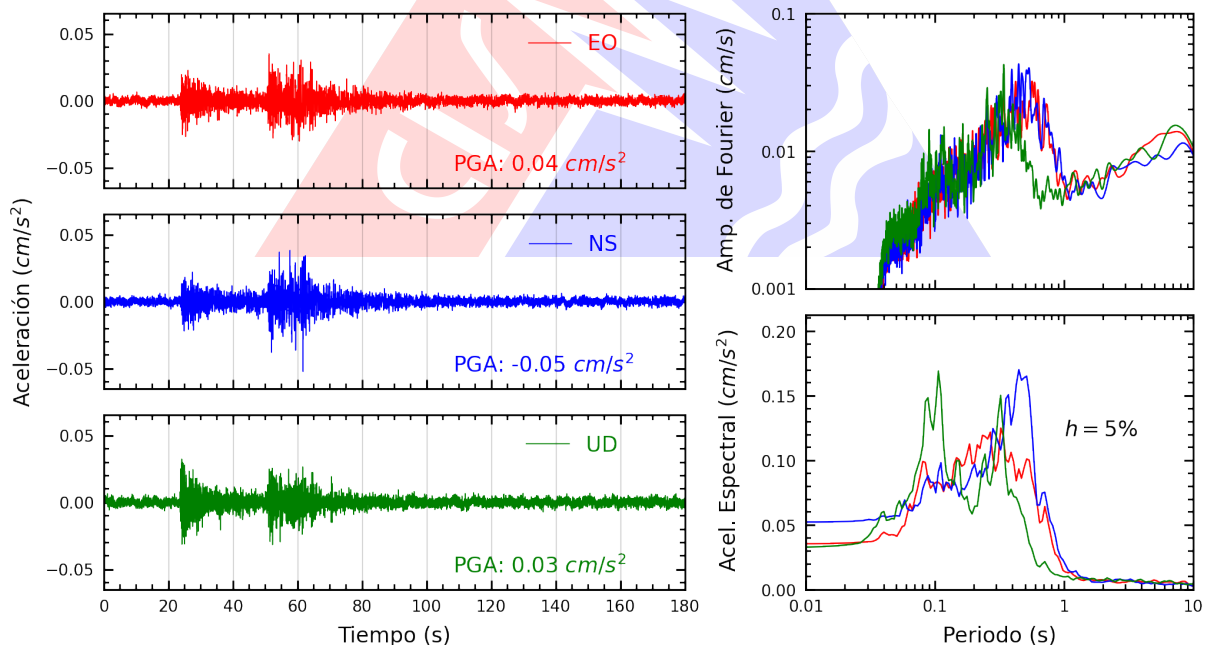 Aceleración (cm/s²)
0.05
0.00
−0.05
EO
PGA: 0.04 cm/s²
0.05
0.00
−0.05
NS
PGA: -0.05 cm/s²
0.05
0.00
−0.05
UD
PGA: 0.03 cm/s²
0 20 40 60 80 100 120 140 160 180
Tiempo (s)
Amp. de Fourier (cm/s)
0.1
0.01
0.001
Acel. Espectral (cm/s²)
0.20
0.15
0.10
0.05
0.00
h = 5%
0.01 0.1 1 10
Periodo (s)